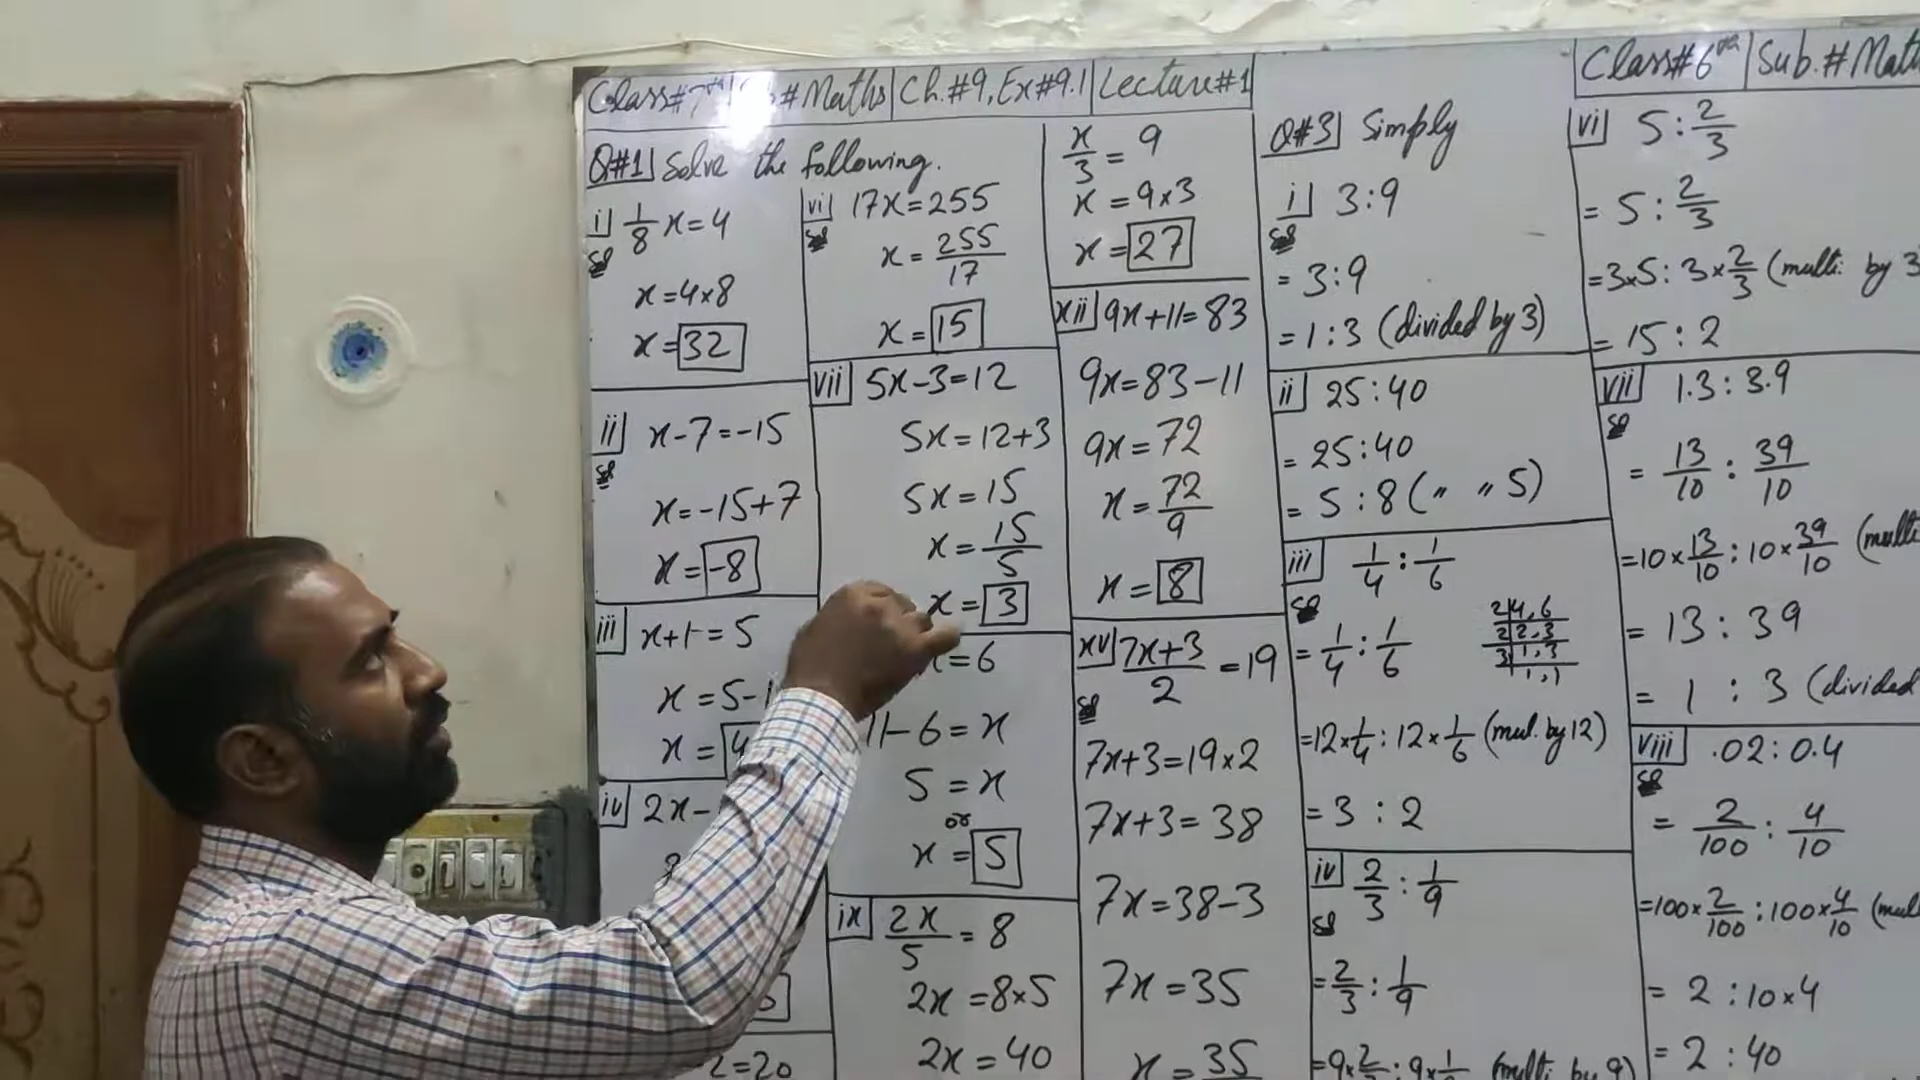 Class#7th | # Maths | Ch.#9, Ex#9.1 | Lecture#1
Q#1 Solve the following.
i) 1/8 x=4
Sol
x=4×8
x=32
ii) x-7=-15
Sol
x=-15+7
x=-8
iii) x+1=5
x=5-1
x=4
iv) 2x-
2=20
vi) 17x=255
Sol
x=255/17
x=15
vii) 5x-3=12
5x=12+3
5x=15
x=15/5
x=3
x=6
11-6=x
5=x
or
x=5
ix) 2x/5=8
2x=8×5
2x=40
x/3=9
x=9×3
x=27
xii) 9x+11=83
9x=83-11
9x=72
x=72/9
x=8
xv) 7x+3/2=19
Sol
7x+3=19×2
7x+3=38
7x=38-3
7x=35
x=35
Q#3 Simply
i) 3:9
Sol
=3:9
=1:3 (divided by 3)
ii) 25:40
=25:40
=5:8 (" " 5)
iii) 1/4:1/6
Sol
=1/4:1/6
2|4,6
2|2,3
3|1,3
1,1
=12×1/4:12×1/6 (mul. by 12)
=3:2
iv) 2/3:1/9
Sol
=2/3:1/9
=9×2/3:9×1/9 (multi by 9)
Class#6th | Sub.# Math
vi) 5:2/3
=5:2/3
=3×5:3×2/3 (multi. by 3
=15:2
vii) 1.3:3.9
Sol
=13/10:39/10
=10×13/10:10×39/10 (multi
=13:39
=1:3 (divided
viii) .02:0.4
Sol
=2/100:4/10
=100×2/100:100×4/10 (mul
=2:10×4
=2:40